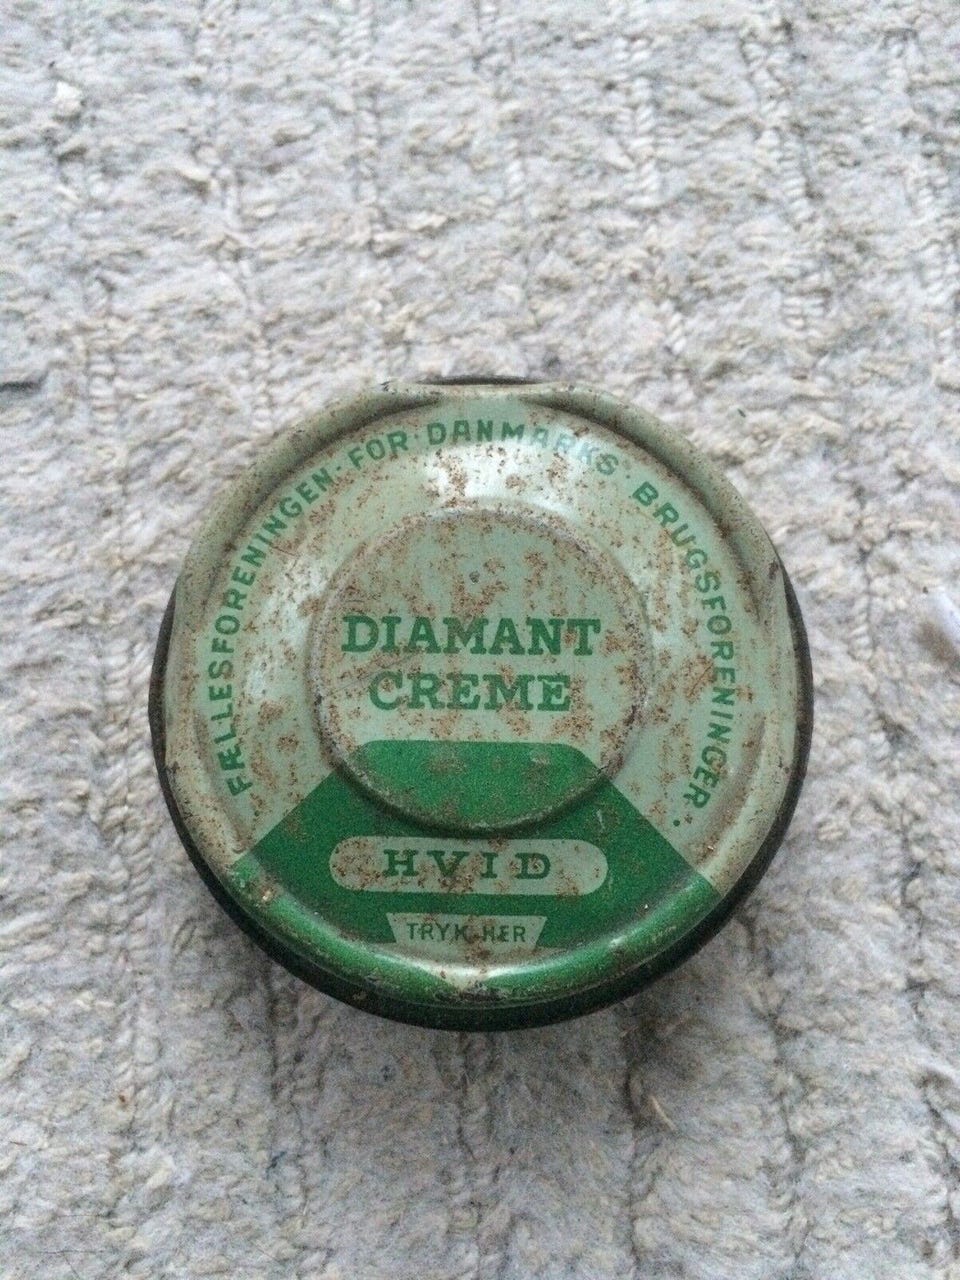 FÆLLESFORENINGEN · FOR · DANMARKS · BRUGSFORENINGER ·
DIAMANT
CREME
HVID
TRYK HER